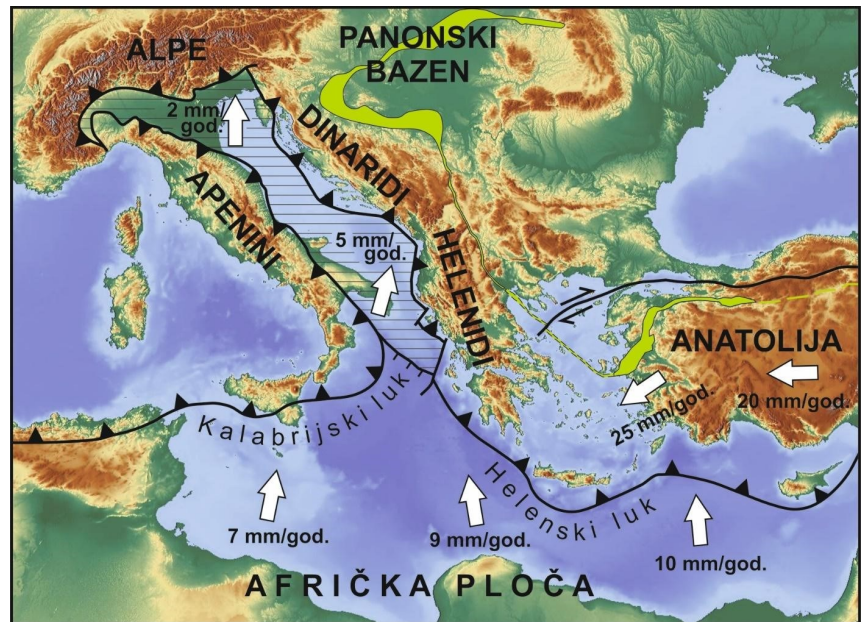 ALPE
PANONSKI
BAZEN
2 mm/
god.
DINARIDI
APENINI
5 mm/
god.
HELENIDI
ANATOLIJA
20 mm/god.
25 mm/god.
Kalabrijski luk
Helenski luk
7 mm/god.
9 mm/god.
10 mm/god.
AFRIČKA PLOČA